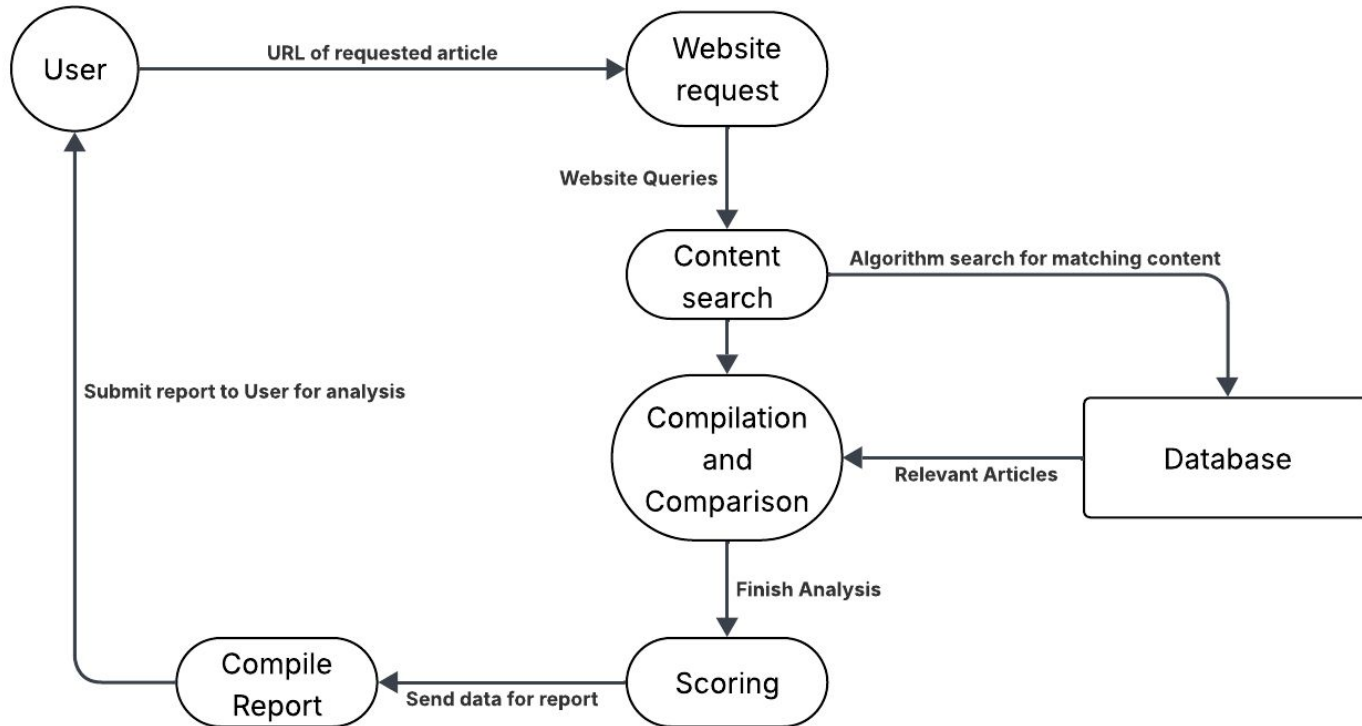 User
URL of requested article
Website
request
Website Queries
Content
search
Algorithm search for matching content
Submit report to User for analysis
Compilation
and
Comparison
Relevant Articles
Database
Finish Analysis
Compile
Report
Send data for report
Scoring